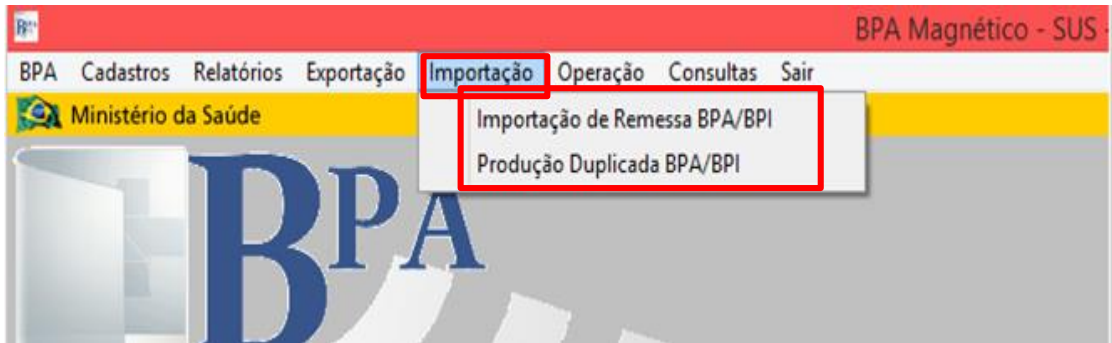 BPA Magnético - SUS -
BPA Cadastros Relatórios Exportação Importação Operação Consultas Sair
Ministério da Saúde
Importação de Remessa BPA/BPI
Produção Duplicada BPA/BPI
BPA